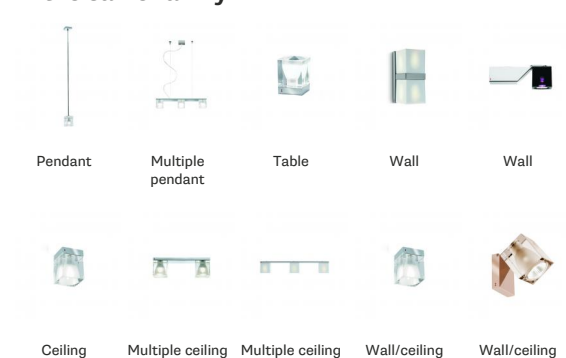 Pendant
Multiple
pendant
Table
Wall
Wall
Ceiling
Multiple ceiling
Multiple ceiling
Wall/ceiling
Wall/ceiling